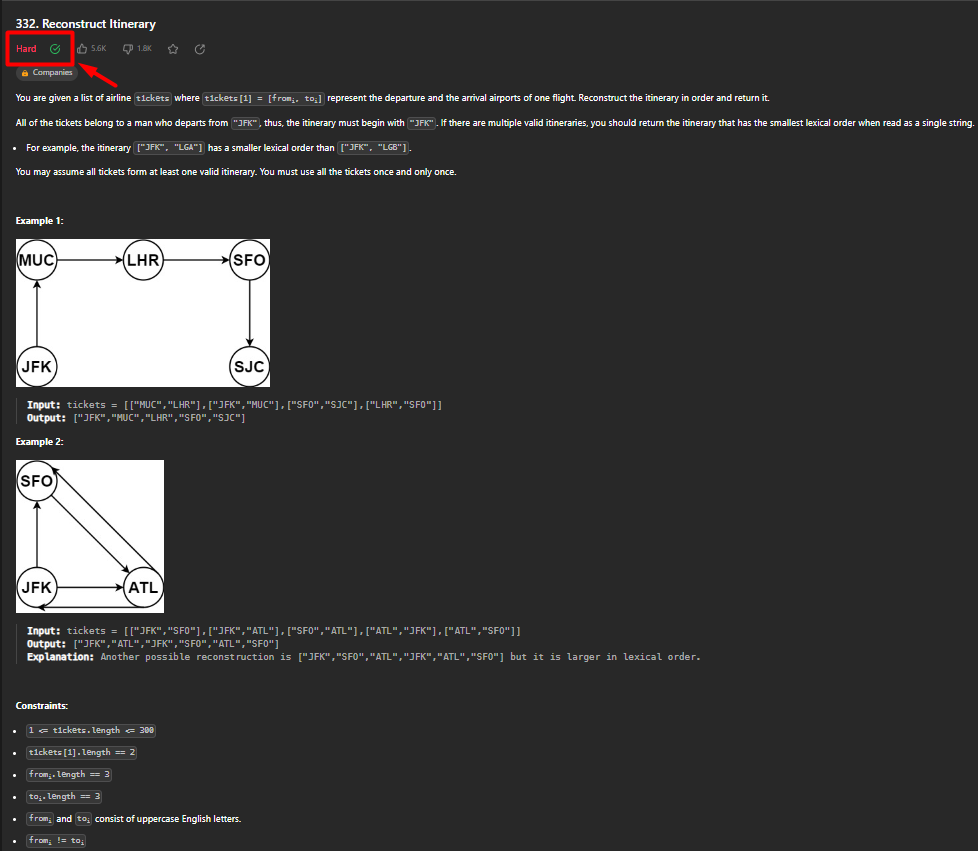 332. Reconstruct Itinerary
Hard 5.6K 1.8K
Companies
You are given a list of airline tickets where tickets[i] = [fromi, toi] represent the departure and the arrival airports of one flight. Reconstruct the itinerary in order and return it.
All of the tickets belong to a man who departs from "JFK", thus, the itinerary must begin with "JFK". If there are multiple valid itineraries, you should return the itinerary that has the smallest lexical order when read as a single string.
• For example, the itinerary ["JFK", "LGA"] has a smaller lexical order than ["JFK", "LGB"].
You may assume all tickets form at least one valid itinerary. You must use all the tickets once and only once.
Example 1:
MUC LHR SFO
JFK SJC
Input: tickets = [["MUC","LHR"],["JFK","MUC"],["SFO","SJC"],["LHR","SFO"]]
Output: ["JFK","MUC","LHR","SFO","SJC"]
Example 2:
SFO
JFK ATL
Input: tickets = [["JFK","SFO"],["JFK","ATL"],["SFO","ATL"],["ATL","JFK"],["ATL","SFO"]]
Output: ["JFK","ATL","JFK","SFO","ATL","SFO"]
Explanation: Another possible reconstruction is ["JFK","SFO","ATL","JFK","ATL","SFO"] but it is larger in lexical order.
Constraints:
• 1 <= tickets.length <= 300
• tickets[i].length == 2
• fromi.length == 3
• toi.length == 3
• fromi and toi consist of uppercase English letters.
• fromi != toi